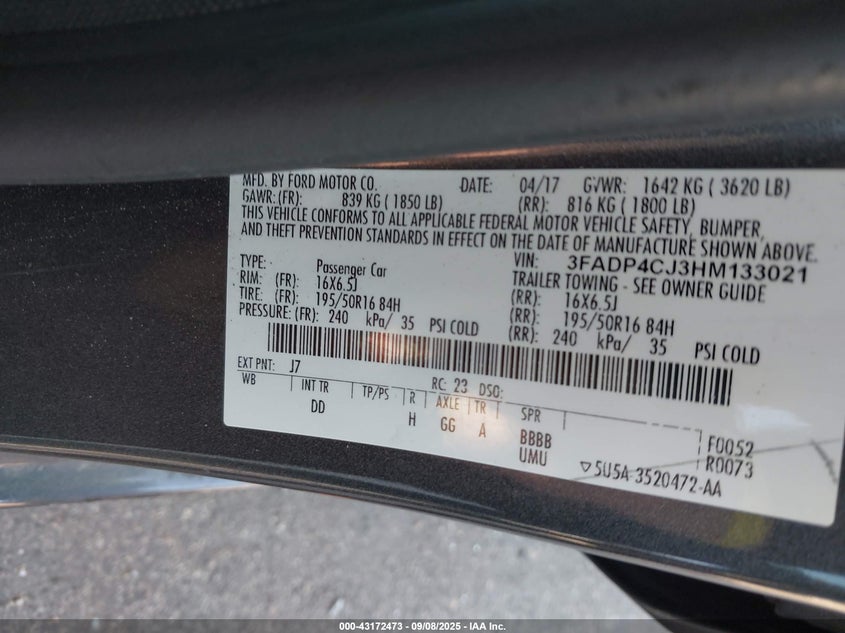 MFD. BY FORD MOTOR CO. DATE: 04/17 GVWR: 1642 KG ( 3620 LB)
GAWR: (FR): 839 KG ( 1850 LB) (RR): 816 KG ( 1800 LB)
THIS VEHICLE CONFORMS TO ALL APPLICABLE FEDERAL MOTOR VEHICLE SAFETY, BUMPER,
AND THEFT PREVENTION STANDARDS IN EFFECT ON THE DATE OF MANUFACTURE SHOWN ABOVE.
VIN: 3FADP4CJ3HM133021
TYPE: Passenger Car TRAILER TOWING - SEE OWNER GUIDE
RIM: (FR): 16X6.5J (RR): 16X6.5J
TIRE: (FR): 195/50R16 84H (RR): 195/50R16 84H
PRESSURE: (FR): 240 kPa/ 35 PSI COLD (RR): 240 kPa/ 35 PSI COLD
EXT PNT: J7 RC: 23 DSO:
WB INT TR TP/PS R AXLE TR SPR
DD H GG A BBBB F0052
UMU R0073
▽5U5A-3520472-AA
000-43172473 - 09/08/2025 - IAA Inc.